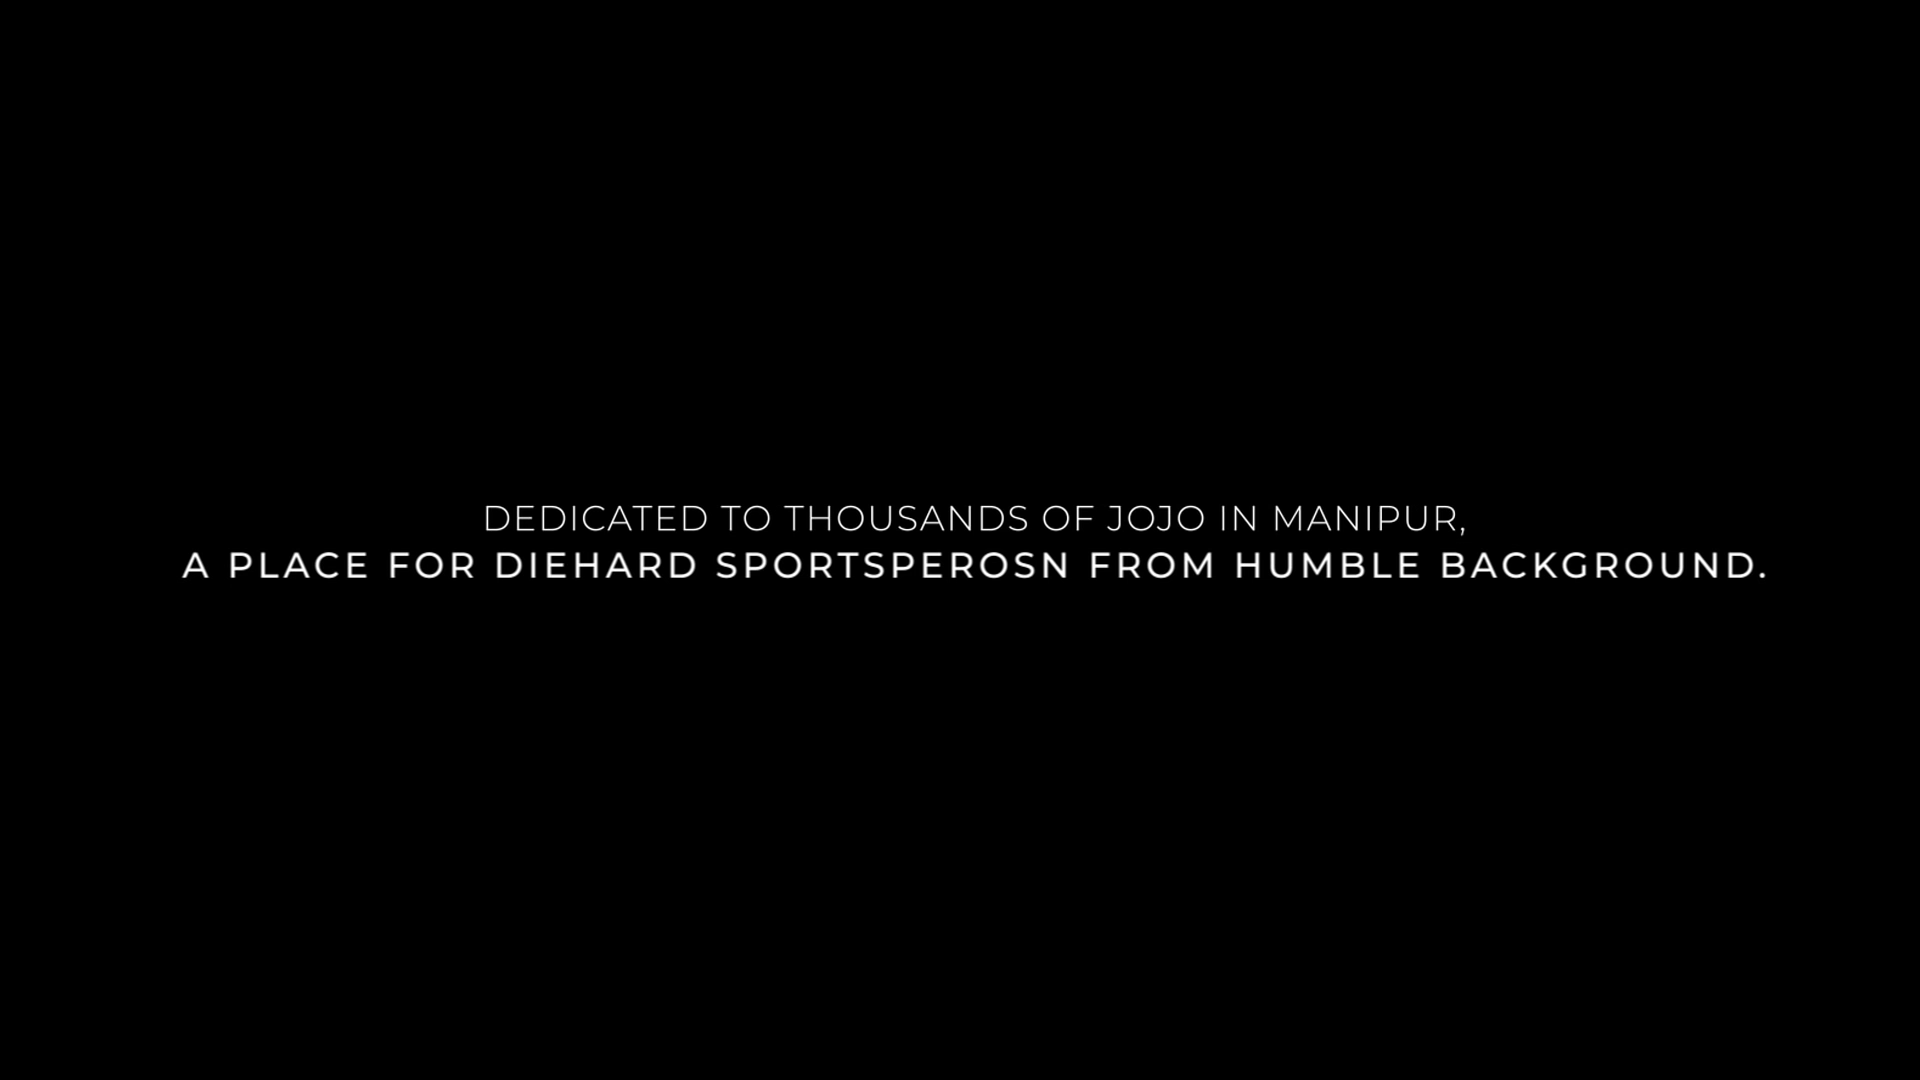 DEDICATED TO THOUSANDS OF JOJO IN MANIPUR,
A PLACE FOR DIEHARD SPORTSPEROSN FROM HUMBLE BACKGROUND.